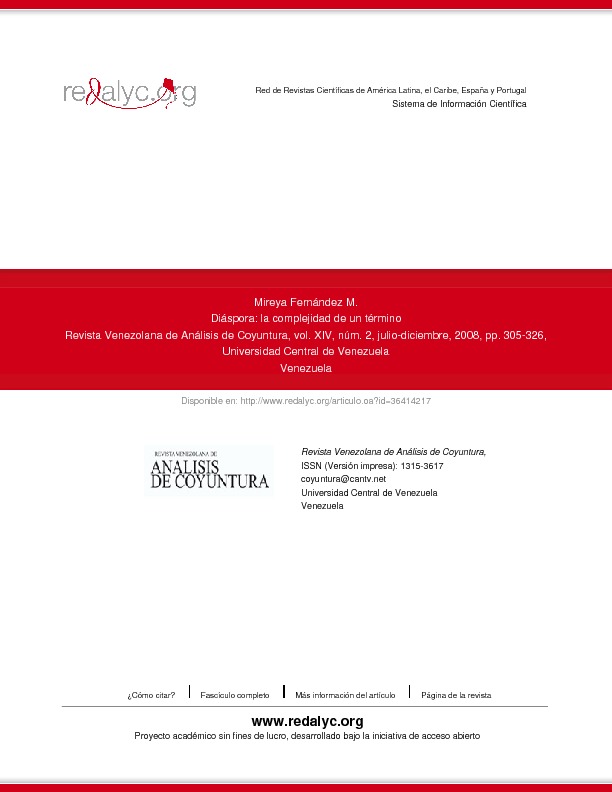 redalyc.org
Red de Revistas Científicas de América Latina, el Caribe, España y Portugal
Sistema de Información Científica
Mireya Fernández M.
Diáspora: la complejidad de un término
Revista Venezolana de Análisis de Coyuntura, vol. XIV, núm. 2, julio-diciembre, 2008, pp. 305-326,
Universidad Central de Venezuela
Venezuela
Disponible en: http://www.redalyc.org/articulo.oa?id=36414217
REVISTA VENEZOLANA DE
ANALISIS
DE COYUNTURA
Revista Venezolana de Análisis de Coyuntura,
ISSN (Versión impresa): 1315-3617
coyuntura@cantv.net
Universidad Central de Venezuela
Venezuela
¿Cómo citar? Fascículo completo Más información del artículo Página de la revista
www.redalyc.org
Proyecto académico sin fines de lucro, desarrollado bajo la iniciativa de acceso abierto